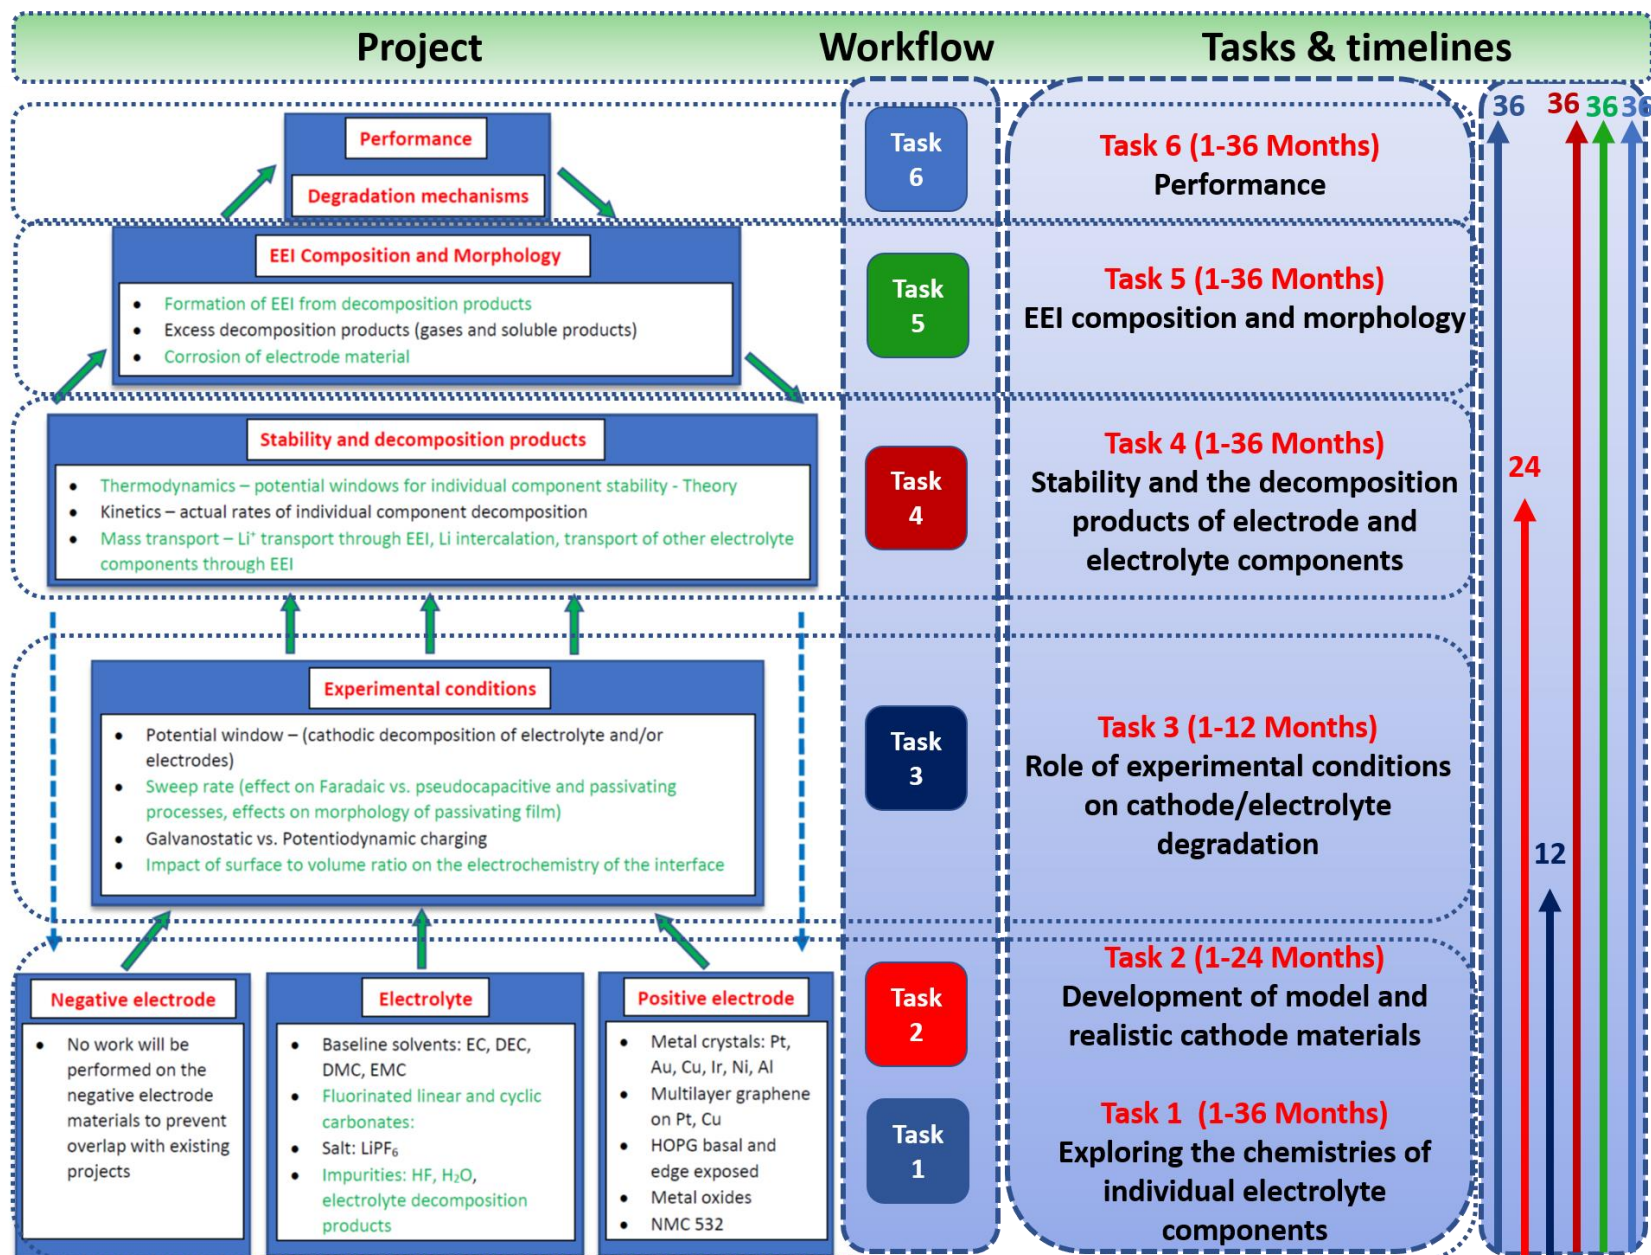 Project
Workflow
Tasks & timelines
Performance
Degradation mechanisms
EEI Composition and Morphology
• Formation of EEI from decomposition products
• Excess decomposition products (gases and soluble products)
• Corrosion of electrode material
Stability and decomposition products
• Thermodynamics – potential windows for individual component stability - Theory
• Kinetics – actual rates of individual component decomposition
• Mass transport – Li⁺ transport through EEI, Li intercalation, transport of other electrolyte
components through EEI
Experimental conditions
• Potential window – (cathodic decomposition of electrolyte and/or
electrodes)
• Sweep rate (effect on Faradaic vs. pseudocapacitive and passivating
processes, effects on morphology of passivating film)
• Galvanostatic vs. Potentiodynamic charging
• Impact of surface to volume ratio on the electrochemistry of the interface
Negative electrode
• No work will be
performed on the
negative electrode
materials to prevent
overlap with existing
projects
Electrolyte
• Baseline solvents: EC, DEC,
DMC, EMC
• Fluorinated linear and cyclic
carbonates:
• Salt: LiPF₆
• Impurities: HF, H₂O,
electrolyte decomposition
products
Positive electrode
• Metal crystals: Pt,
Au, Cu, Ir, Ni, Al
• Multilayer graphene
on Pt, Cu
• HOPG basal and
edge exposed
• Metal oxides
• NMC 532
Task
6
Task
5
Task
4
Task
3
Task
2
Task
1
Task 6 (1-36 Months)
Performance
Task 5 (1-36 Months)
EEI composition and morphology
Task 4 (1-36 Months)
Stability and the decomposition
products of electrode and
electrolyte components
Task 3 (1-12 Months)
Role of experimental conditions
on cathode/electrolyte
degradation
Task 2 (1-24 Months)
Development of model and
realistic cathode materials
Task 1 (1-36 Months)
Exploring the chemistries of
individual electrolyte
components
36
36
36
36
24
12